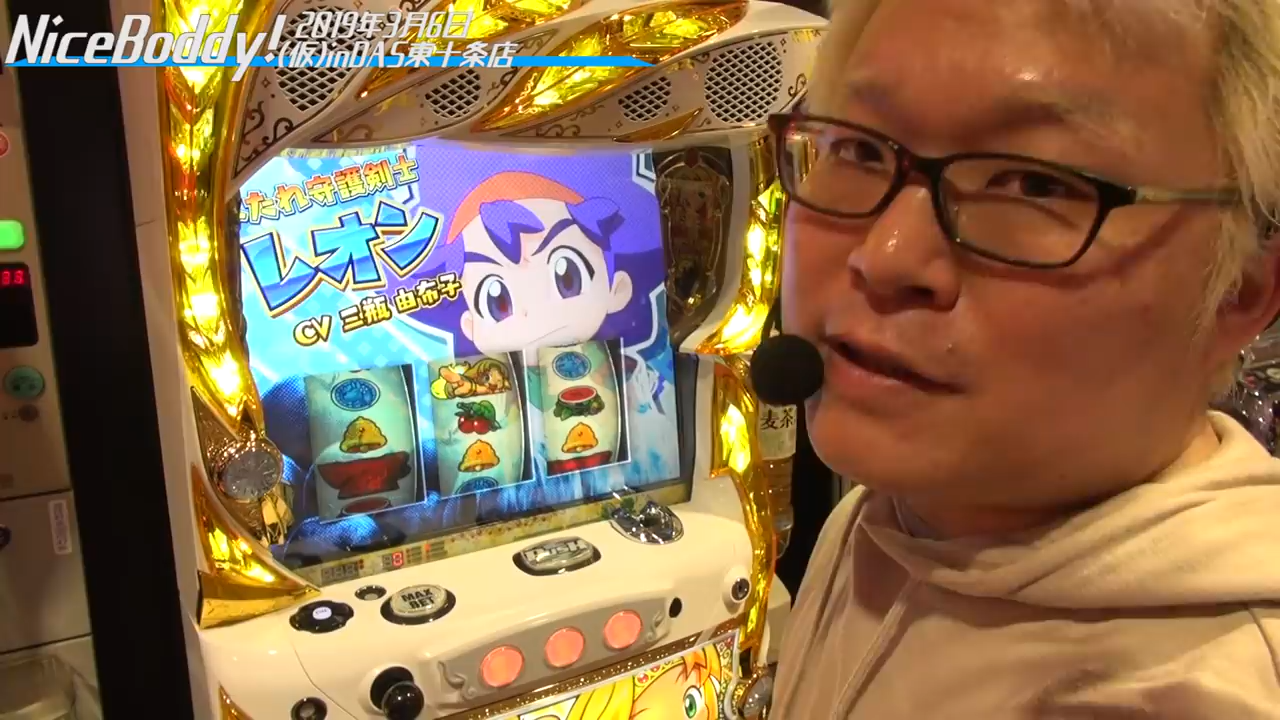 NiceBoddy!
2019年3月6日
(仮)inDAS東十条店
たれ守護剣士
レオン
CV 三瓶 由布子
MAX BET
PUSH
麦茶